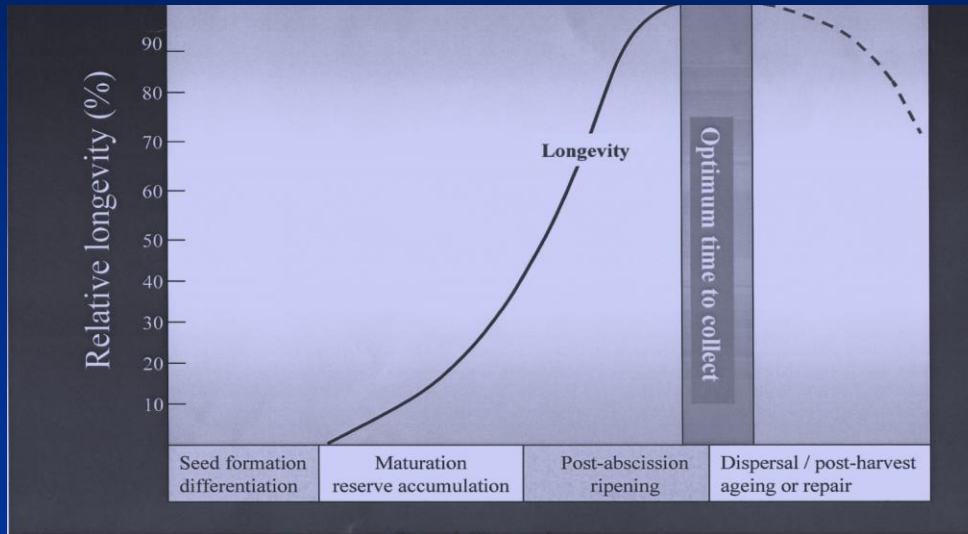 Relative longevity (%)
90
80
70
60
50
40
30
20
10
Longevity
Optimum time to collect
Seed formation
differentiation
Maturation
reserve accumulation
Post-abscission
ripening
Dispersal / post-harvest
ageing or repair